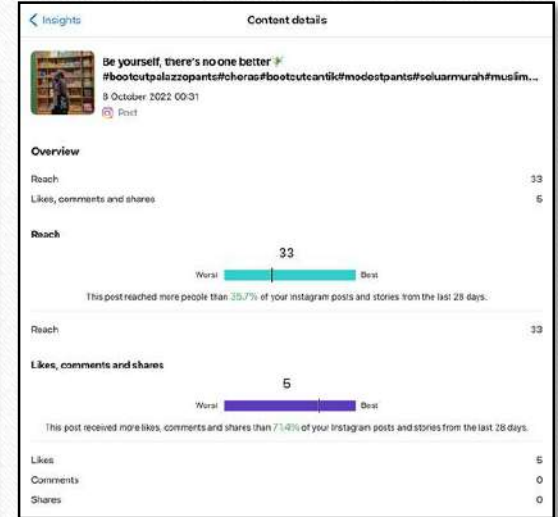 Insights
Content details
Be yourself, there's no one better
#bootcutpalazzopants#cheras#bootcutcantik#modestpants#seluarmurah#muslim...
8 October 2022 00:31
Post
Overview
Reach 33
Likes, comments and shares 5
Reach
33
Worst Best
This post reached more people than 35.7% of your Instagram posts and stories from the last 28 days.
Reach 33
Likes, comments and shares
5
Worst Best
This post received more likes, comments and shares than 71.4% of your Instagram posts and stories from the last 28 days.
Likes 5
Comments 0
Shares 0